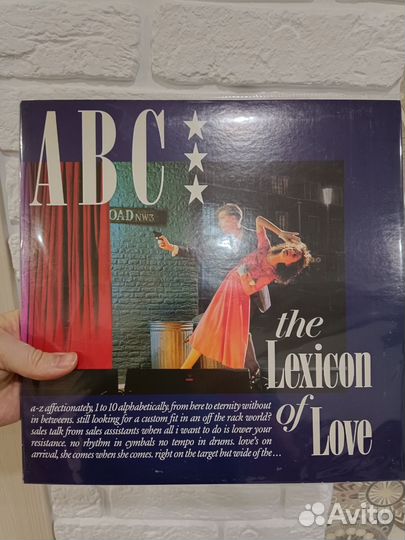 ABC
OAD NW3
the
Lexicon
of
Love
a-z affectionately, 1 to 10 alphabetically. from here to eternity without
in betweens. still looking for a custom fit in an off the rack world?
sales talk from sales assistants when all i want to do is lower your
resistance. no rhythm in cymbals no tempo in drums. love's on
arrival, she comes when she comes. right on the target but wide of the...
Avito